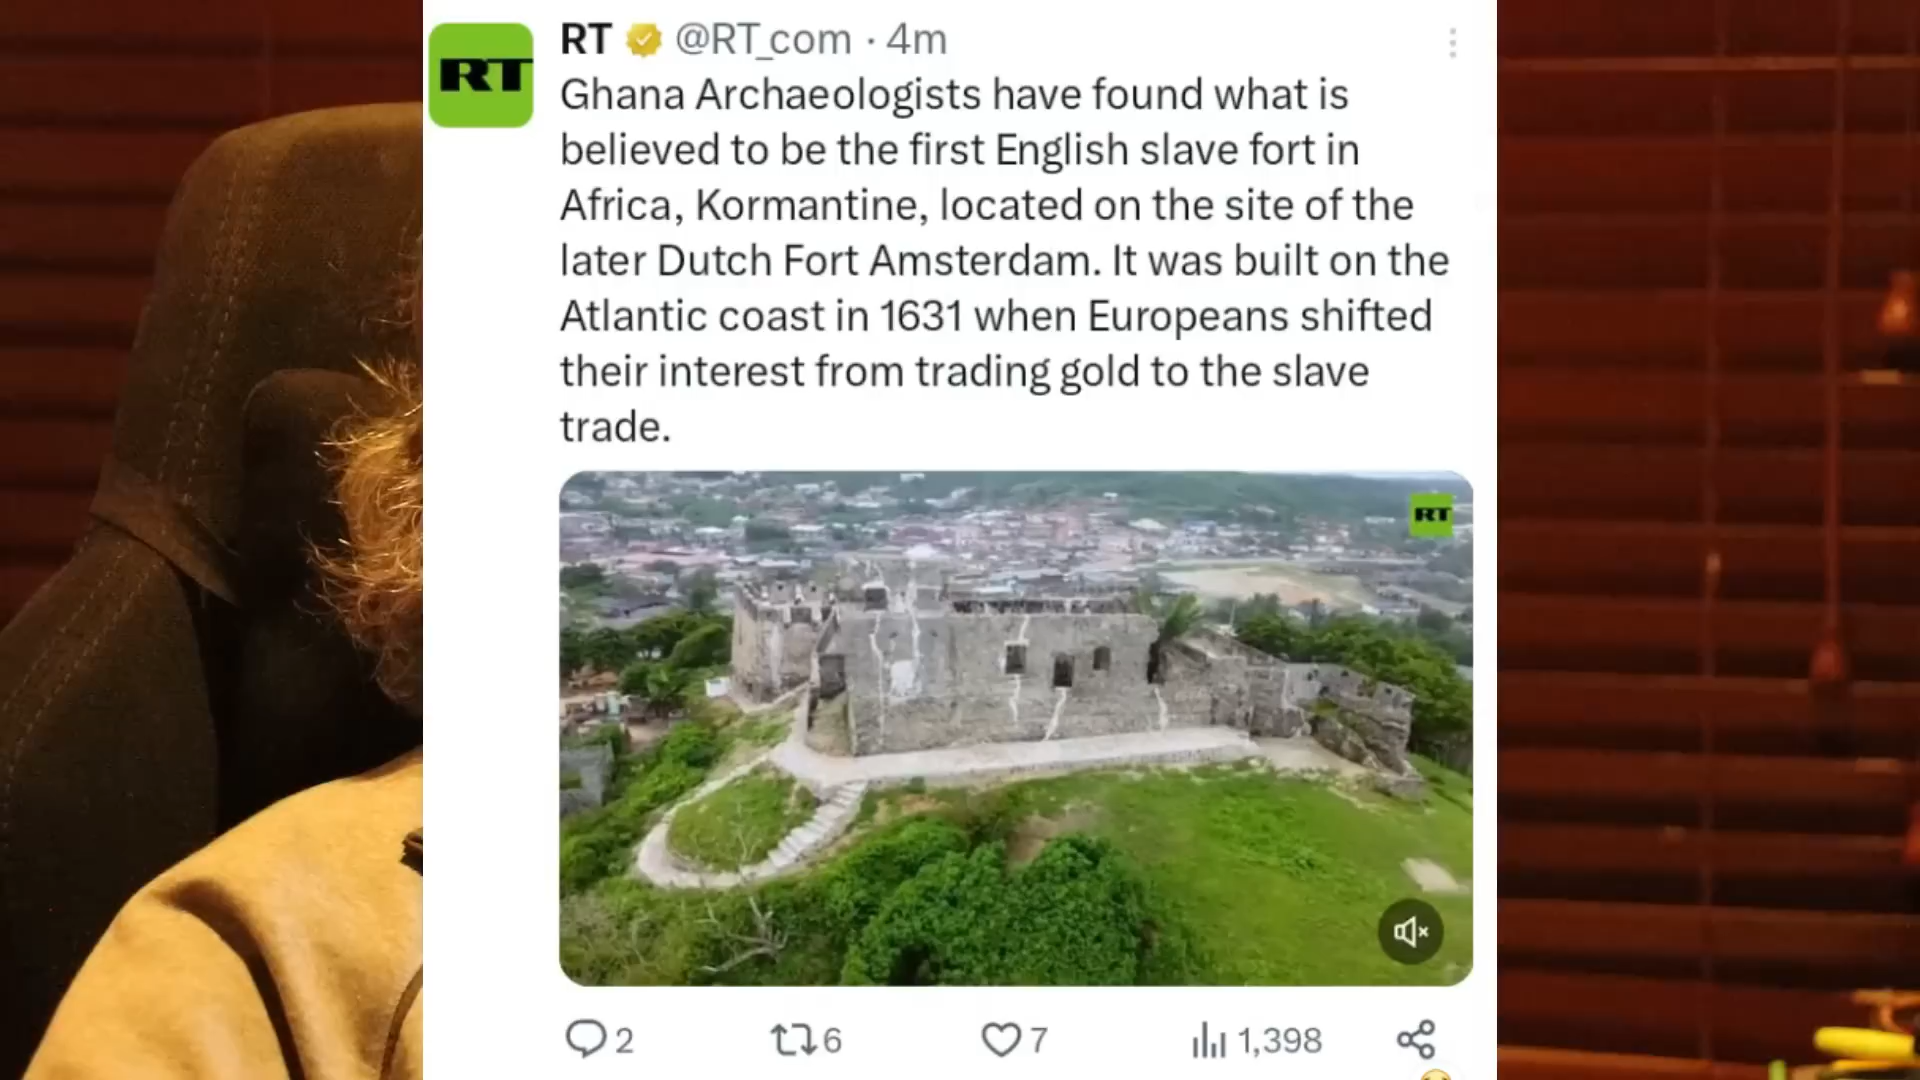 RT
RT @RT_com · 4m
Ghana Archaeologists have found what is
believed to be the first English slave fort in
Africa, Kormantine, located on the site of the
later Dutch Fort Amsterdam. It was built on the
Atlantic coast in 1631 when Europeans shifted
their interest from trading gold to the slave
trade.
RT
2 6 7 1,398